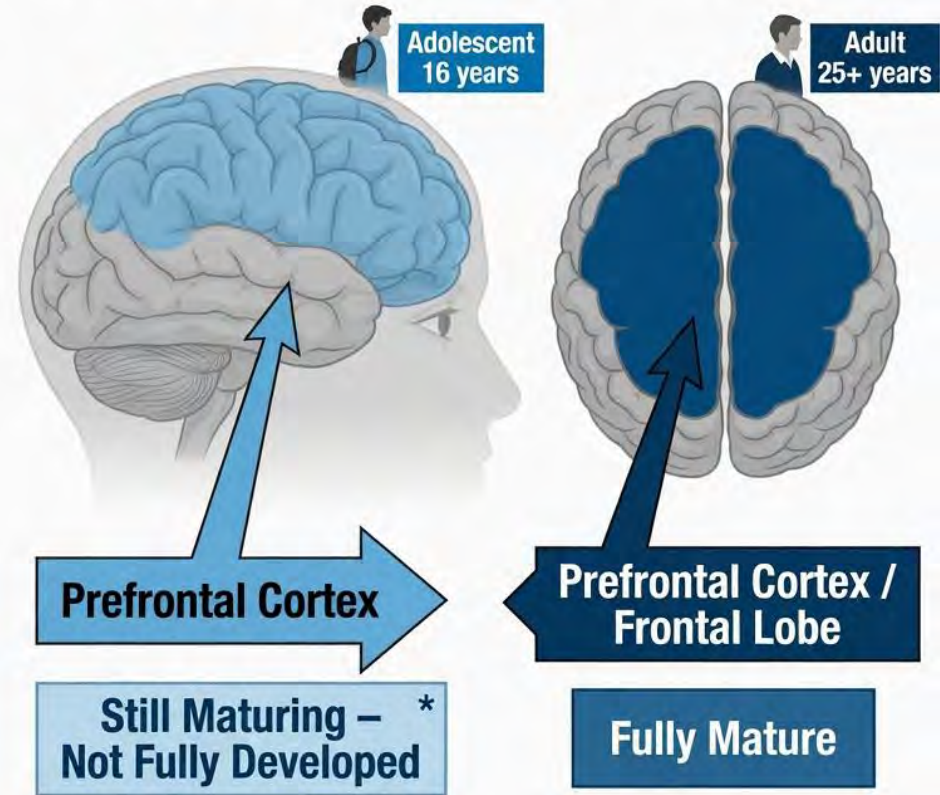 Adolescent
16 years
Adult
25+ years
Prefrontal Cortex
Prefrontal Cortex /
Frontal Lobe
Still Maturing – *
Not Fully Developed
Fully Mature